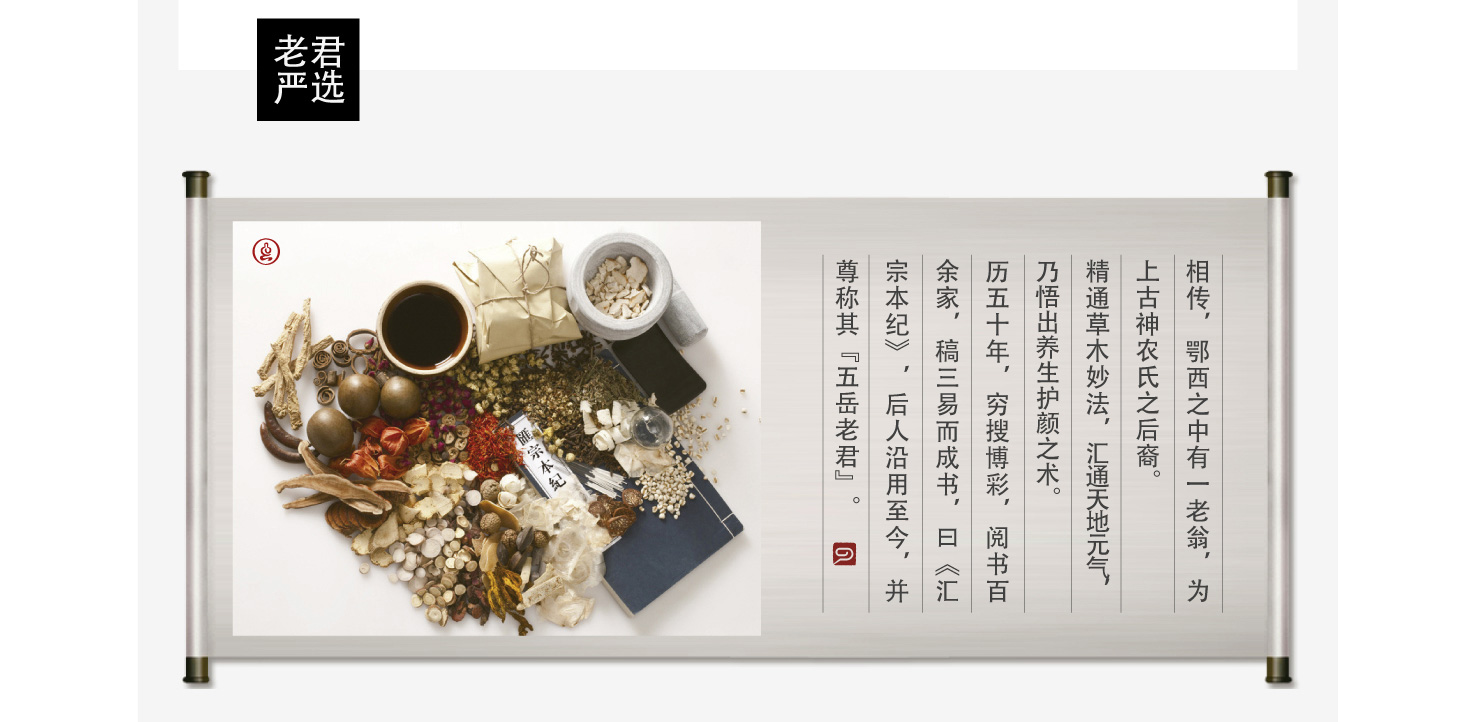 老君
严选
匯宗本纪
相传，鄂西之中有一老翁，为
上古神农氏之后裔。
精通草木妙法，汇通天地元气，
乃悟出养生护颜之术。
历五十年，穷搜博彩，阅书百
余家，稿三易而成书，曰《汇
宗本纪》，后人沿用至今，并
尊称其『五岳老君』。